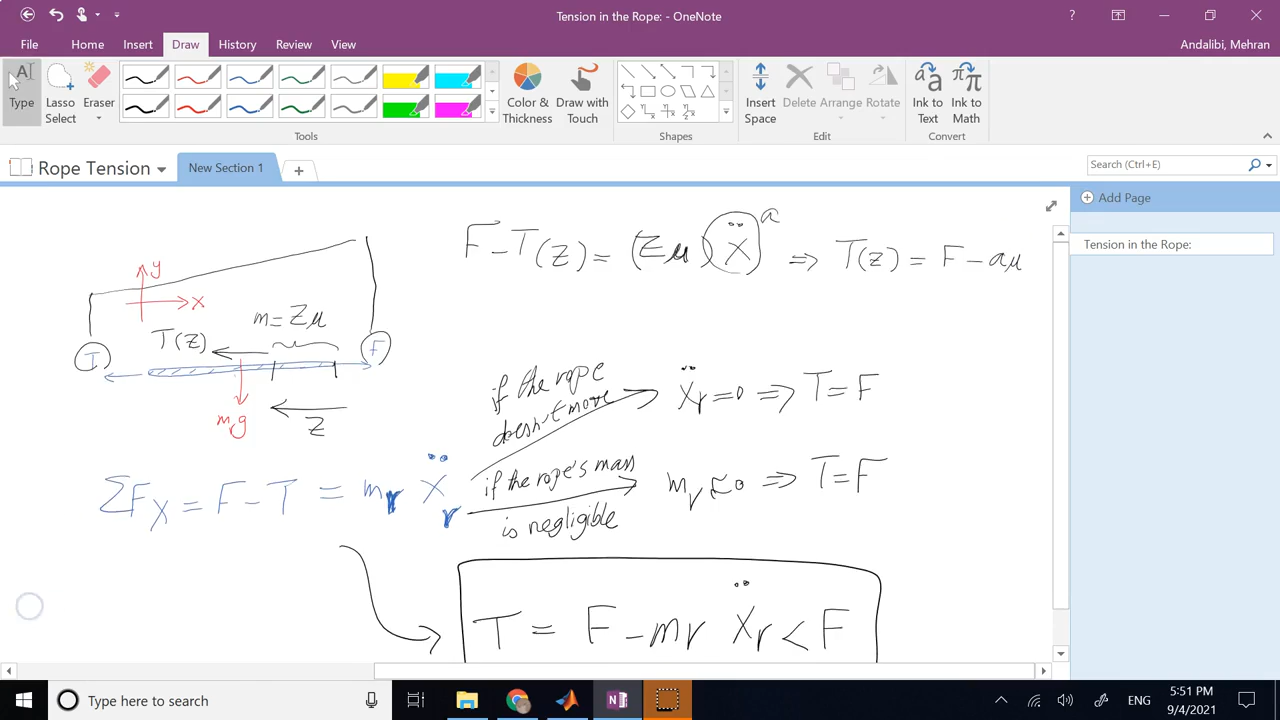 Tension in the Rope: - OneNote
?
File Home Insert Draw History Review View
Andalibi, Mehran
Type
Lasso Select
Eraser
Color & Thickness
Draw with Touch
Insert Space
Delete
Arrange
Rotate
Ink to Text
Ink to Math
Tools
Shapes
Edit
Convert
Rope Tension
New Section 1
+
Search (Ctrl+E)
Add Page
Tension in the Rope:
F - T(z) = (zμ) ẍ a ⇒ T(z) = F - aμ
y
x
m = zμ
T(z)
T
F
mrg
z
if the rope doesn't move
ẍr = 0 ⇒ T = F
ΣFx = F - T = mr ẍr
if the rope's mass is negligible
mr ≈ 0 ⇒ T = F
T = F - mr ẍr < F
Type here to search
ENG
5:51 PM
9/4/2021